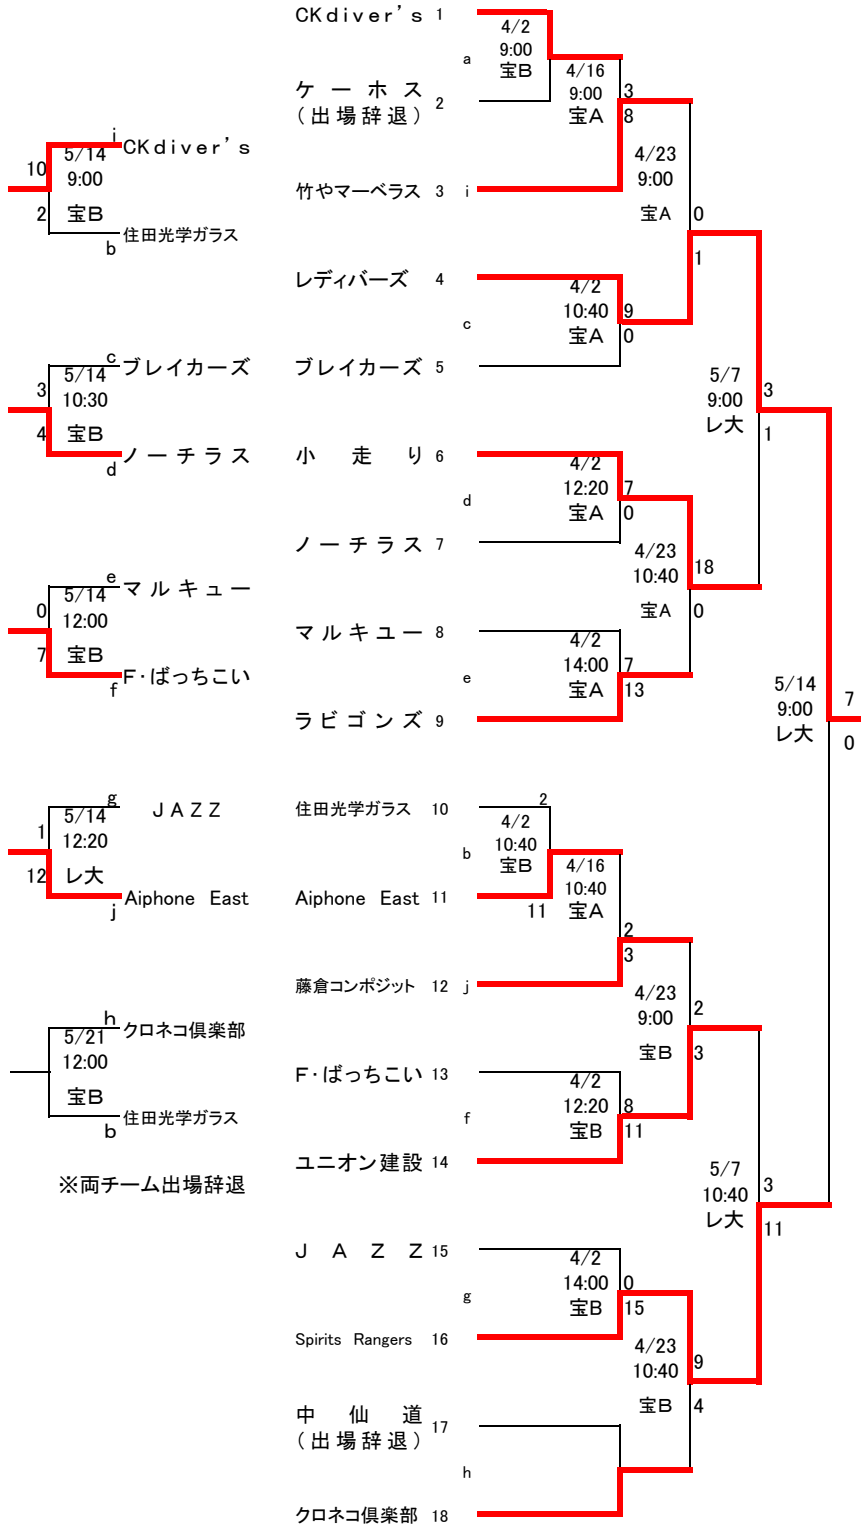 i
CKdiver's
10
5/14
9:00
2
宝B
住田光学ガラス
b
c
ブレイカーズ
3
5/14
10:30
4
宝B
ノーチラス
d
e
マルキュー
0
5/14
12:00
7
宝B
F・ばっちこい
f
g
JAZZ
1
5/14
12:20
12
レ大
Aiphone East
j
h
クロネコ倶楽部
5/21
12:00
宝B
住田光学ガラス
b
※両チーム出場辞退
CKdiver's 1
4/2
9:00
宝B
a
ケーホス
(出場辞退) 2
4/16
9:00
宝A
3
8
竹やマーベラス 3 i
4/23
9:00
宝A
0
1
レディバーズ 4
4/2
10:40
宝A
9
0
c
ブレイカーズ 5
5/7
9:00
レ大
3
1
小走り 6
4/2
12:20
宝A
7
0
d
ノーチラス 7
4/23
10:40
宝A
18
0
マルキユー 8
4/2
14:00
宝A
7
13
e
ラビゴンズ 9
5/14
9:00
レ大
7
0
住田光学ガラス 10
2
4/2
10:40
宝B
b
Aiphone East 11
11
4/16
10:40
宝A
2
3
藤倉コンポジット 12 j
4/23
9:00
宝B
2
3
F・ばっちこい 13
4/2
12:20
宝B
8
11
f
ユニオン建設 14
5/7
10:40
レ大
3
11
JAZZ 15
4/2
14:00
宝B
0
15
g
Spirits Rangers 16
4/23
10:40
宝B
9
4
中仙道
(出場辞退) 17
h
クロネコ倶楽部 18